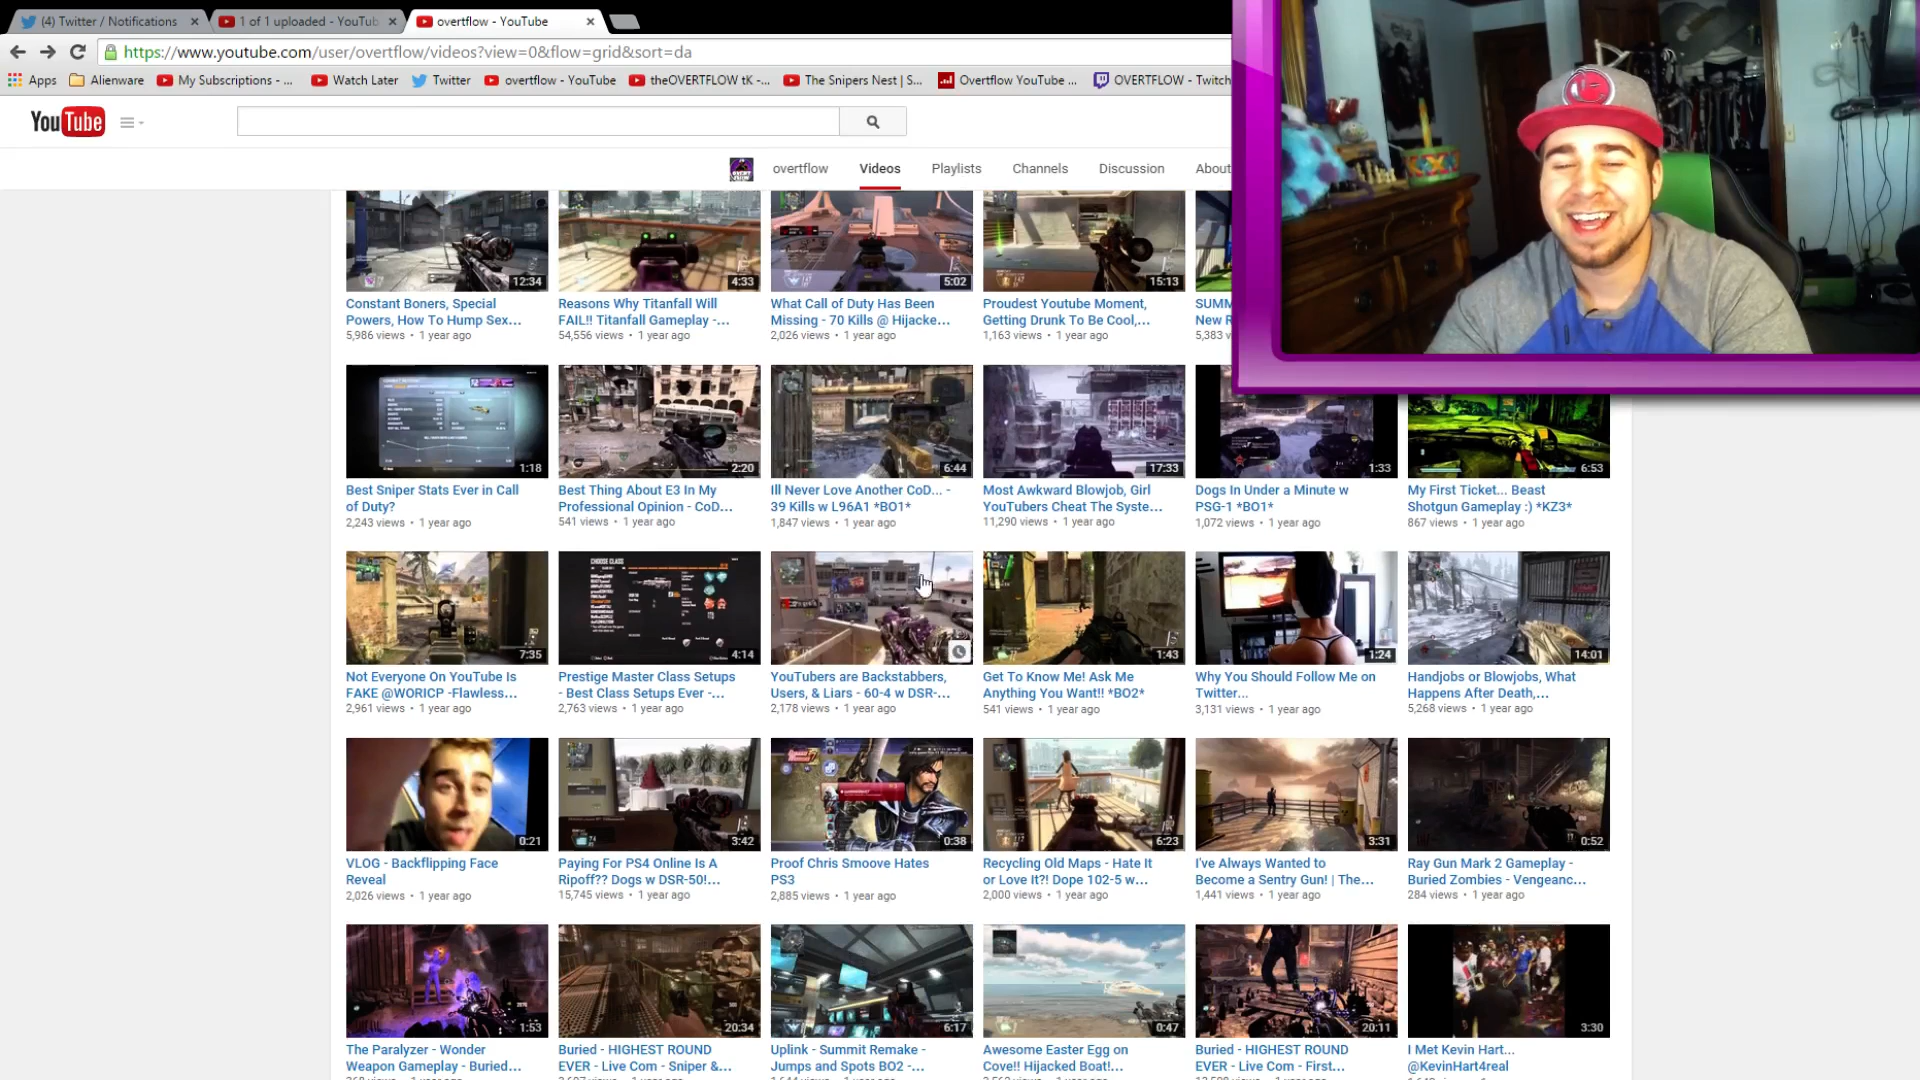 (4) Twitter / Notifications
1 of 1 uploaded - YouTub
overtflow - YouTube
https://www.youtube.com/user/overtflow/videos?view=0&flow=grid&sort=da
Apps
Alienware
My Subscriptions - ...
Watch Later
Twitter
overtflow - YouTube
theOVERTFLOW tK -...
The Snipers Nest | S...
Overtflow YouTube ...
OVERTFLOW - Twitch
YouTube
overtflow
Videos
Playlists
Channels
Discussion
About
12:34
4:33
5:02
15:13
Constant Boners, Special
Powers, How To Hump Sex...
5,986 views • 1 year ago
Reasons Why Titanfall Will
FAIL!! Titanfall Gameplay -...
54,556 views • 1 year ago
What Call of Duty Has Been
Missing - 70 Kills @ Hijacke...
2,026 views • 1 year ago
Proudest Youtube Moment,
Getting Drunk To Be Cool,...
1,163 views • 1 year ago
SUMM
New R
5,383 v
1:18
2:20
6:44
17:33
1:33
6:53
Best Sniper Stats Ever in Call
of Duty?
2,243 views • 1 year ago
Best Thing About E3 In My
Professional Opinion - CoD...
541 views • 1 year ago
Ill Never Love Another CoD... -
39 Kills w L96A1 *BO1*
1,847 views • 1 year ago
Most Awkward Blowjob, Girl
YouTubers Cheat The Syste...
11,290 views • 1 year ago
Dogs In Under a Minute w
PSG-1 *BO1*
1,072 views • 1 year ago
My First Ticket... Beast
Shotgun Gameplay :) *KZ3*
867 views • 1 year ago
7:35
CHOOSE CLASS
4:14
1:43
1:24
14:01
Not Everyone On YouTube Is
FAKE @WORICP -Flawless...
2,961 views • 1 year ago
Prestige Master Class Setups
- Best Class Setups Ever -...
2,763 views • 1 year ago
YouTubers are Backstabbers,
Users, & Liars - 60-4 w DSR-...
2,178 views • 1 year ago
Get To Know Me! Ask Me
Anything You Want!! *BO2*
541 views • 1 year ago
Why You Should Follow Me on
Twitter...
3,131 views • 1 year ago
Handjobs or Blowjobs, What
Happens After Death,...
5,268 views • 1 year ago
0:21
3:42
0:38
6:23
3:31
0:52
VLOG - Backflipping Face
Reveal
2,026 views • 1 year ago
Paying For PS4 Online Is A
Ripoff?? Dogs w DSR-50!...
15,745 views • 1 year ago
Proof Chris Smoove Hates
PS3
2,885 views • 1 year ago
Recycling Old Maps - Hate It
or Love It?! Dope 102-5 w...
2,000 views • 1 year ago
I've Always Wanted to
Become a Sentry Gun! | The...
1,441 views • 1 year ago
Ray Gun Mark 2 Gameplay -
Buried Zombies - Vengeanc...
284 views • 1 year ago
1:53
20:34
6:17
0:47
20:11
3:30
The Paralyzer - Wonder
Weapon Gameplay - Buried...
Buried - HIGHEST ROUND
EVER - Live Com - Sniper &...
Uplink - Summit Remake -
Jumps and Spots BO2 -...
Awesome Easter Egg on
Cove!! Hijacked Boat!...
Buried - HIGHEST ROUND
EVER - Live Com - First...
I Met Kevin Hart...
@KevinHart4real